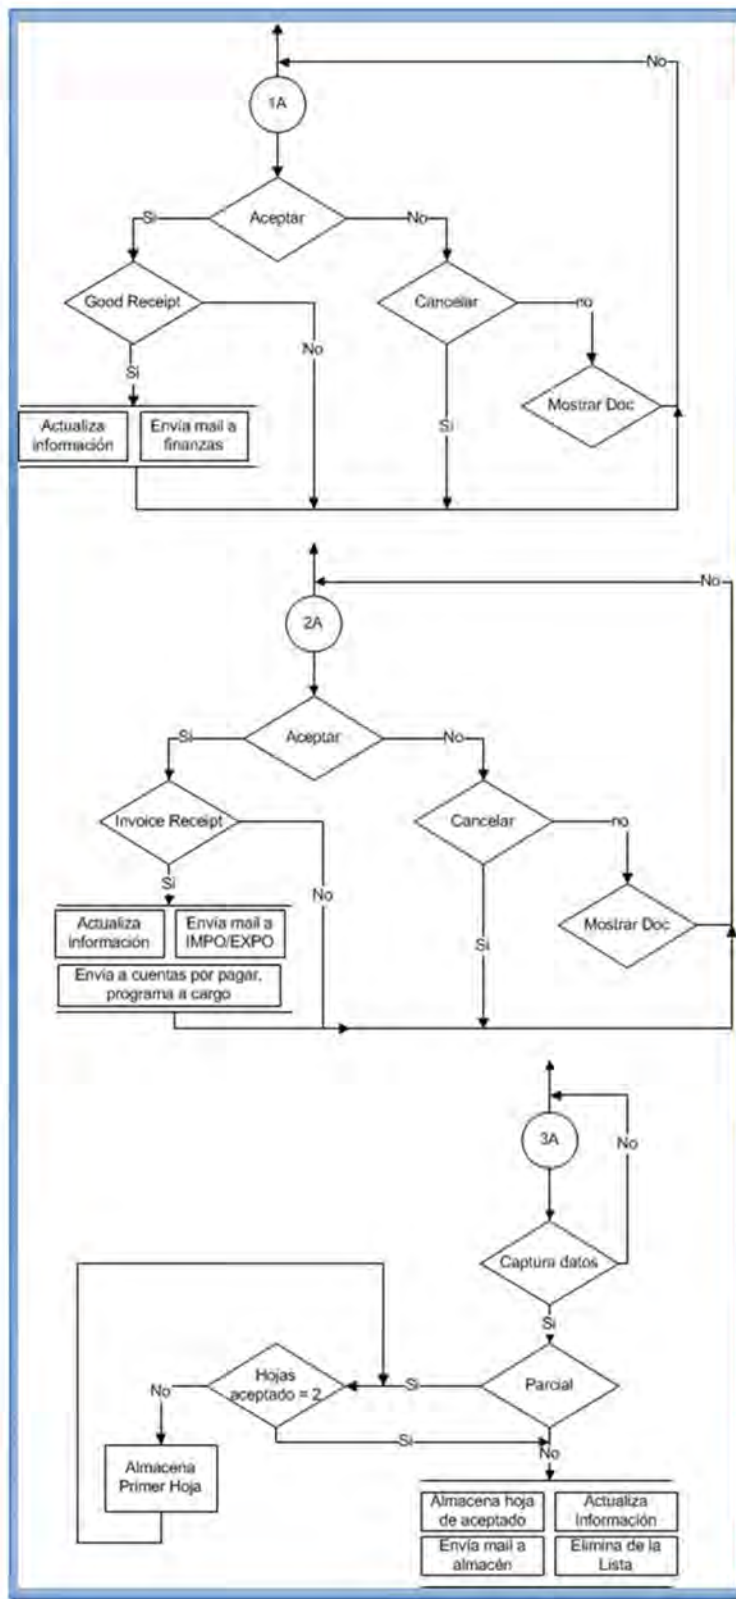 No
1A
Aceptar
Si
No
Good Receipt
Cancelar
no
No
Si
Mostrar Doc
Si
Actualiza
información
Envía mail a
finanzas
No
2A
Aceptar
Si
No
Invoice Receipt
Cancelar
no
Si
No
Si
Mostrar Doc
Actualiza
información
Envía mail a
IMPO/EXPO
Envia a cuentas por pagar,
programa a cargo
3A
No
Captura datos
Si
Hojas
aceptado = 2
Si
Parcial
No
Si
No
Almacena
Primer Hoja
Almacena hoja
de aceptado
Actualiza
Información
Envía mail a
almacén
Elimina de la
Lista